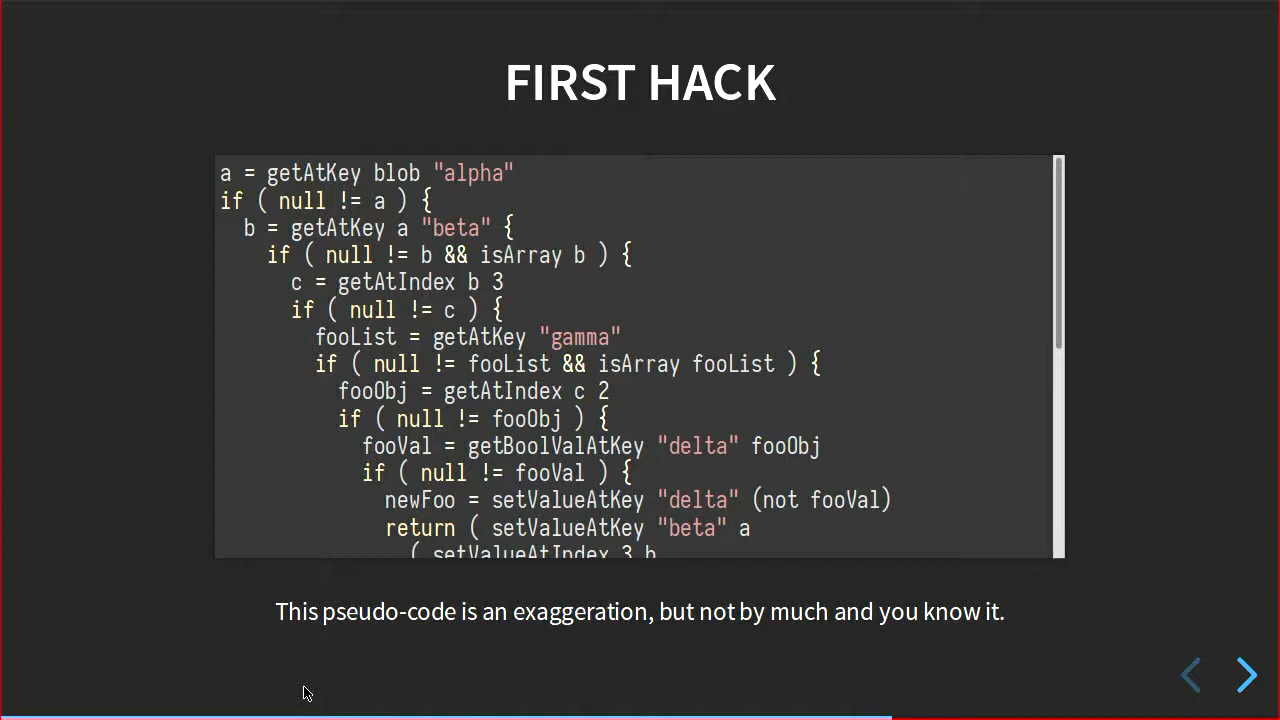 FIRST HACK
a = getAtKey blob "alpha"
if ( null != a ) {
b = getAtKey a "beta" {
if ( null != b && isArray b ) {
c = getAtIndex b 3
if ( null != c ) {
fooList = getAtKey "gamma"
if ( null != fooList && isArray fooList ) {
fooObj = getAtIndex c 2
if ( null != fooObj ) {
fooVal = getBoolValAtKey "delta" fooObj
if ( null != fooVal ) {
newFoo = setValueAtKey "delta" (not fooVal)
return ( setValueAtKey "beta" a
( setValueAtIndex 3 b
This pseudo-code is an exaggeration, but not by much and you know it.